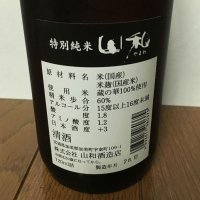 特別純米 山和
原材料名 米(国産)
米麹(国産米)
使用米 蔵の華100%使用
精米歩合 60%
アルコール分 15度以上16度未満
酸度 1.8
アミノ酸度 1.2
日本酒度 +3
清酒
株式会社 山和酒造店
製造年月